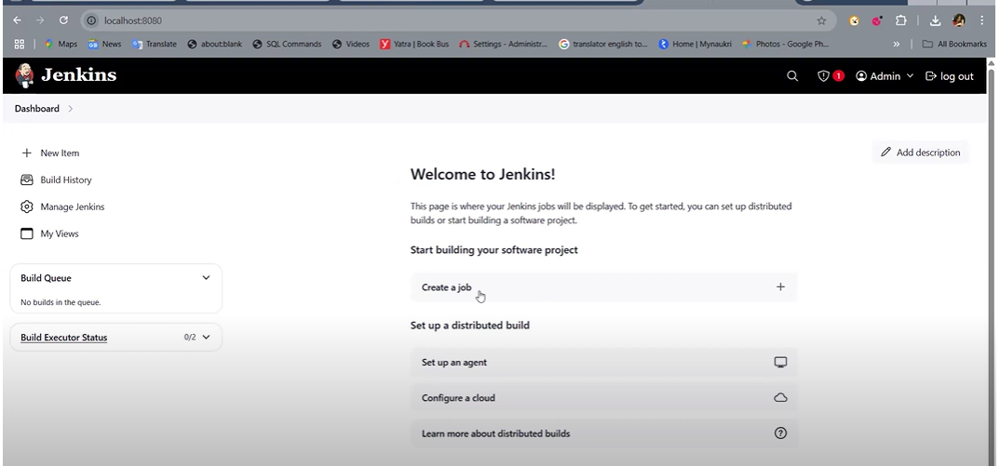 localhost:8080
Maps News Translate about:blank SQL Commands Videos Yatra | Book Bus Settings - Administr... translator english to... Home | Mynaukri Photos - Google Ph... » All Bookmarks
Jenkins 1 Admin log out
Dashboard
Add description
New Item
Build History
Manage Jenkins
My Views
Build Queue
No builds in the queue.
Build Executor Status 0/2
Welcome to Jenkins!
This page is where your Jenkins jobs will be displayed. To get started, you can set up distributed
builds or start building a software project.
Start building your software project
Create a job
Set up a distributed build
Set up an agent
Configure a cloud
Learn more about distributed builds